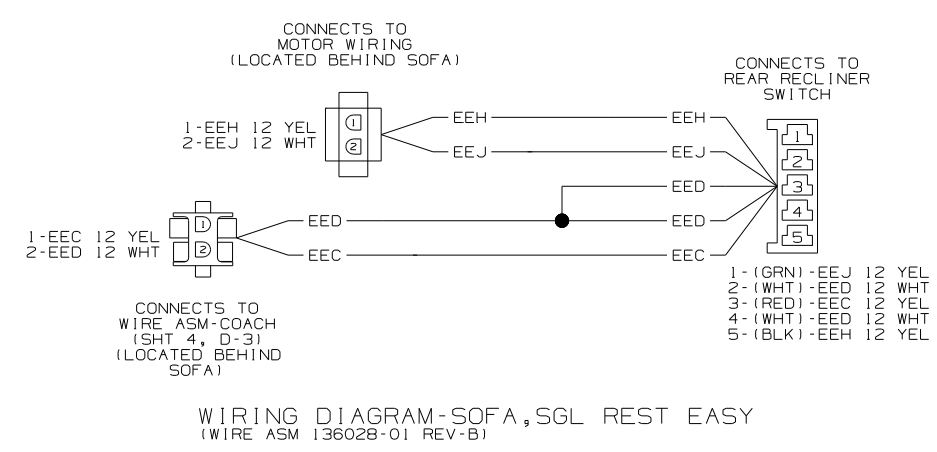 CONNECTS TO
MOTOR WIRING
(LOCATED BEHIND SOFA)
CONNECTS TO
REAR RECLINER
SWITCH
1-EEH 12 YEL
2-EEJ 12 WHT
1
2
EEH
EEJ
EEH
EEJ
EED
EED
EEC
1
2
3
4
5
1-EEC 12 YEL
2-EED 12 WHT
1
2
EED
EEC
1-(GRN)-EEJ 12 YEL
2-(WHT)-EED 12 WHT
3-(RED)-EEC 12 YEL
4-(WHT)-EED 12 WHT
5-(BLK)-EEH 12 YEL
CONNECTS TO
WIRE ASM-COACH
(SHT 4, D-3)
(LOCATED BEHIND
SOFA)
WIRING DIAGRAM-SOFA,SGL REST EASY
(WIRE ASM 136028-01 REV-B)